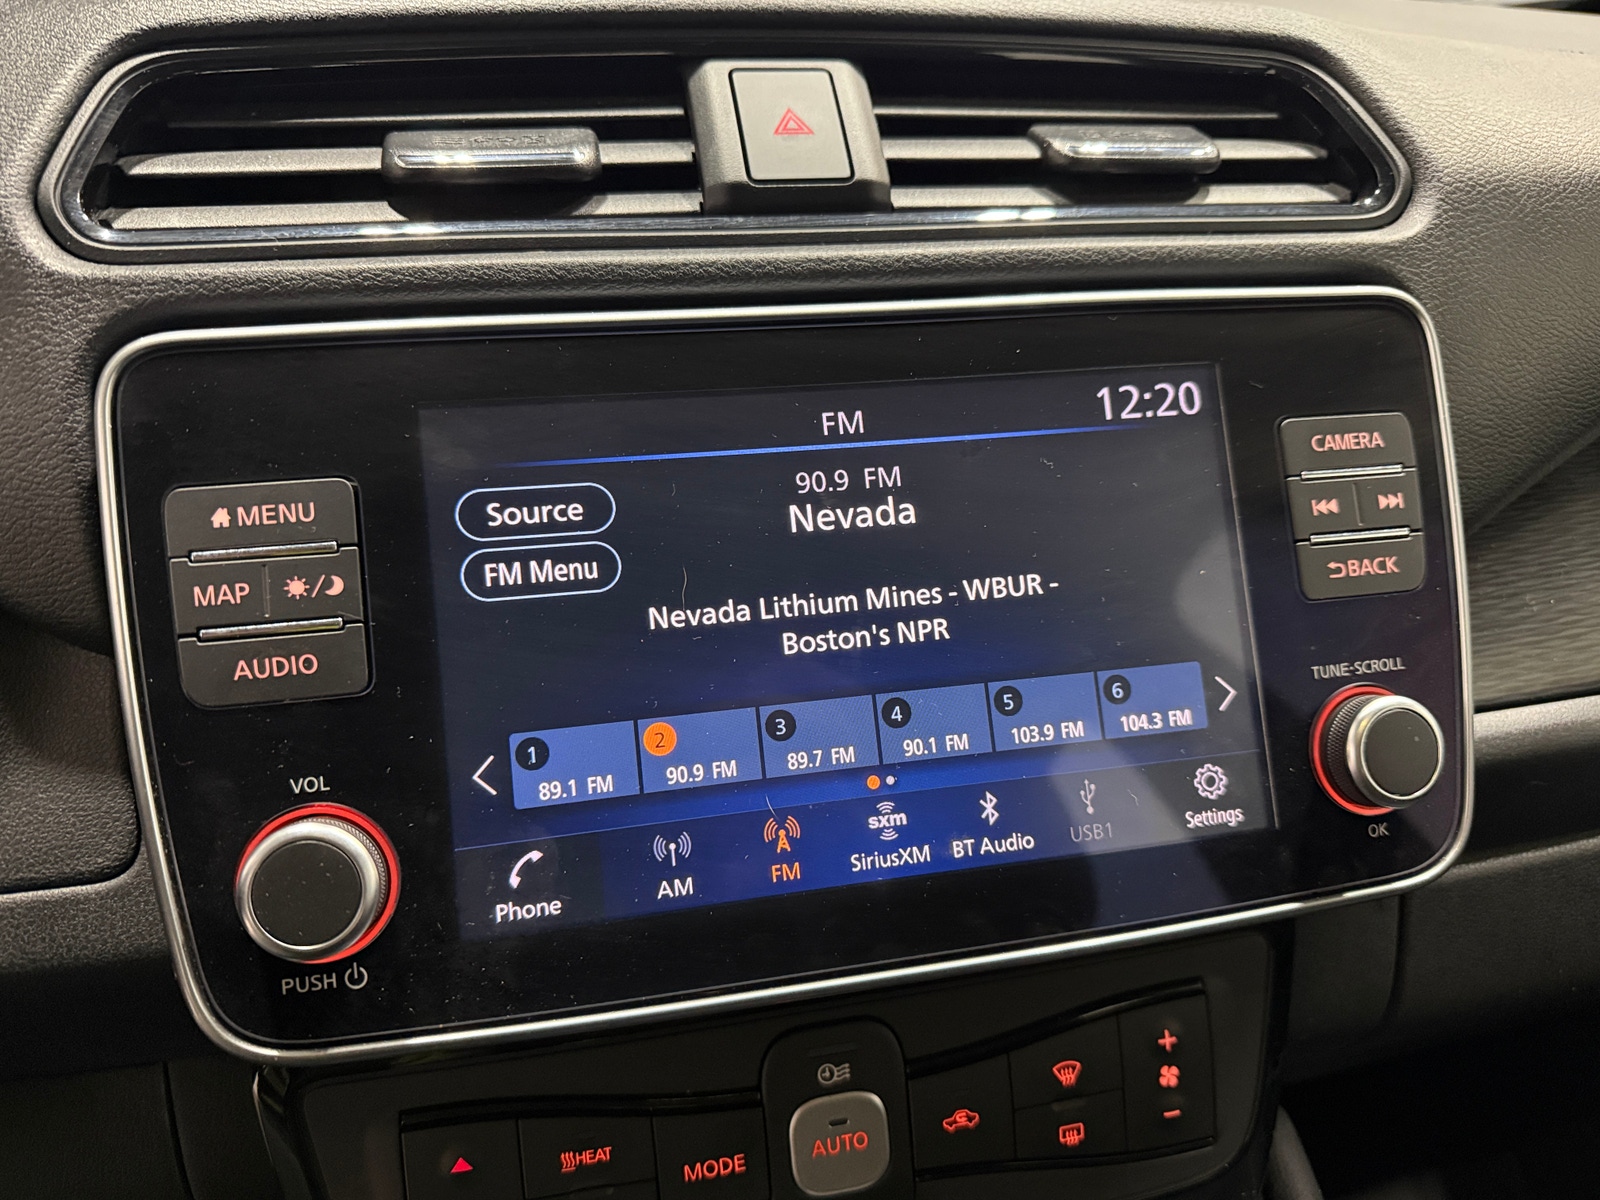 FM
12:20
90.9 FM
Nevada
Source
FM Menu
Nevada Lithium Mines - WBUR -
Boston's NPR
1
89.1 FM
2
90.9 FM
3
89.7 FM
4
90.1 FM
5
103.9 FM
6
104.3 FM
Phone
AM
FM
sxm
SiriusXM
BT Audio
USB1
Settings
MENU
MAP
AUDIO
VOL
PUSH
CAMERA
BACK
TUNE·SCROLL
OK
HEAT
MODE
AUTO
+
-